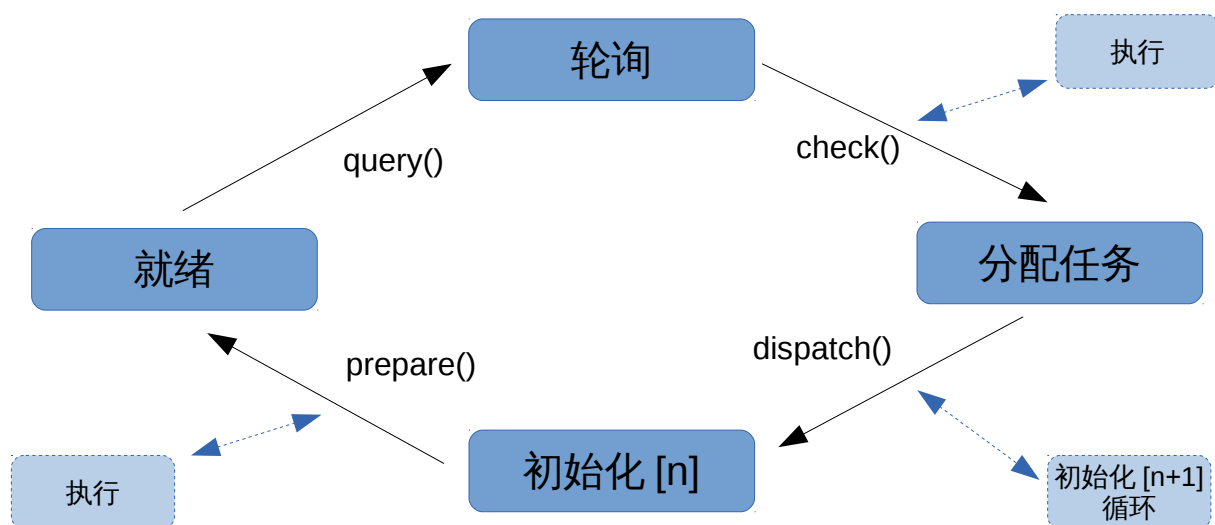 轮询
执行
query()
check()
就绪
分配任务
prepare()
dispatch()
执行
初始化 [n]
初始化 [n+1]
循环